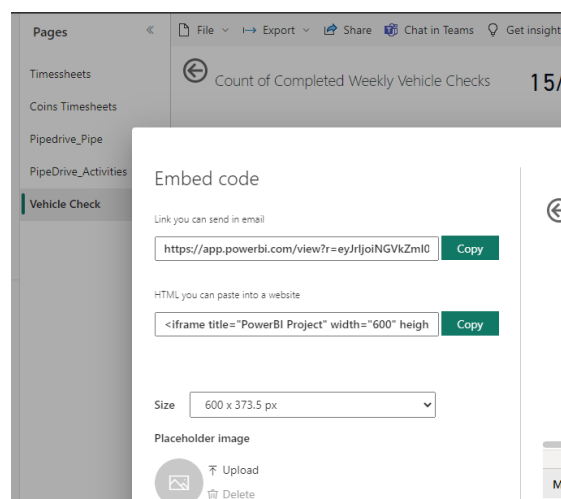 Pages
File
Export
Share
Chat in Teams
Get insight
Timessheets
Coins Timesheets
Pipedrive_Pipe
PipeDrive_Activities
Vehicle Check
Count of Completed Weekly Vehicle Checks
15/
Embed code
Link you can send in email
https://app.powerbi.com/view?r=eyJrIjoiNGVkZmI0
Copy
HTML you can paste into a website
<iframe title="PowerBI Project" width="600" heigh
Copy
Size
600 x 373.5 px
Placeholder image
Upload
Delete
M